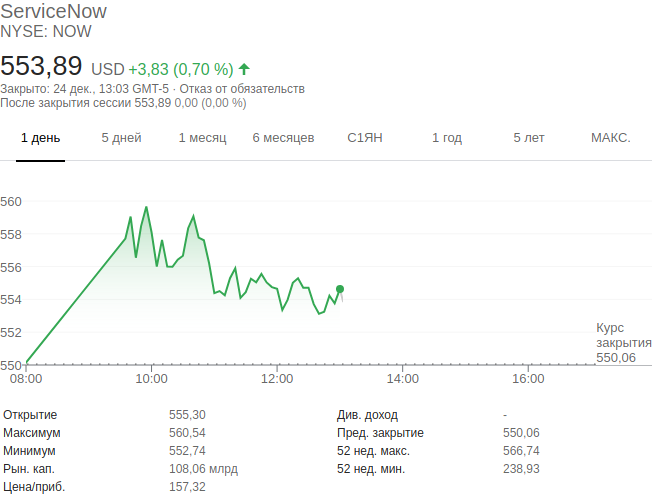 ServiceNow
NYSE: NOW
553,89 USD +3,83 (0,70 %)
Закрыто: 24 дек., 13:03 GMT-5 · Отказ от обязательств
После закрытия сессии 553,89 0,00 (0,00 %)
1 день 5 дней 1 месяц 6 месяцев С1ЯН 1 год 5 лет МАКС.
560
558
556
554
552
Курс
закрытия
550,06
550
08:00 10:00 12:00 14:00 16:00
Открытие 555,30 Див. доход -
Максимум 560,54 Пред. закрытие 550,06
Минимум 552,74 52 нед. макс. 566,74
Рын. кап. 108,06 млрд 52 нед. мин. 238,93
Цена/приб. 157,32